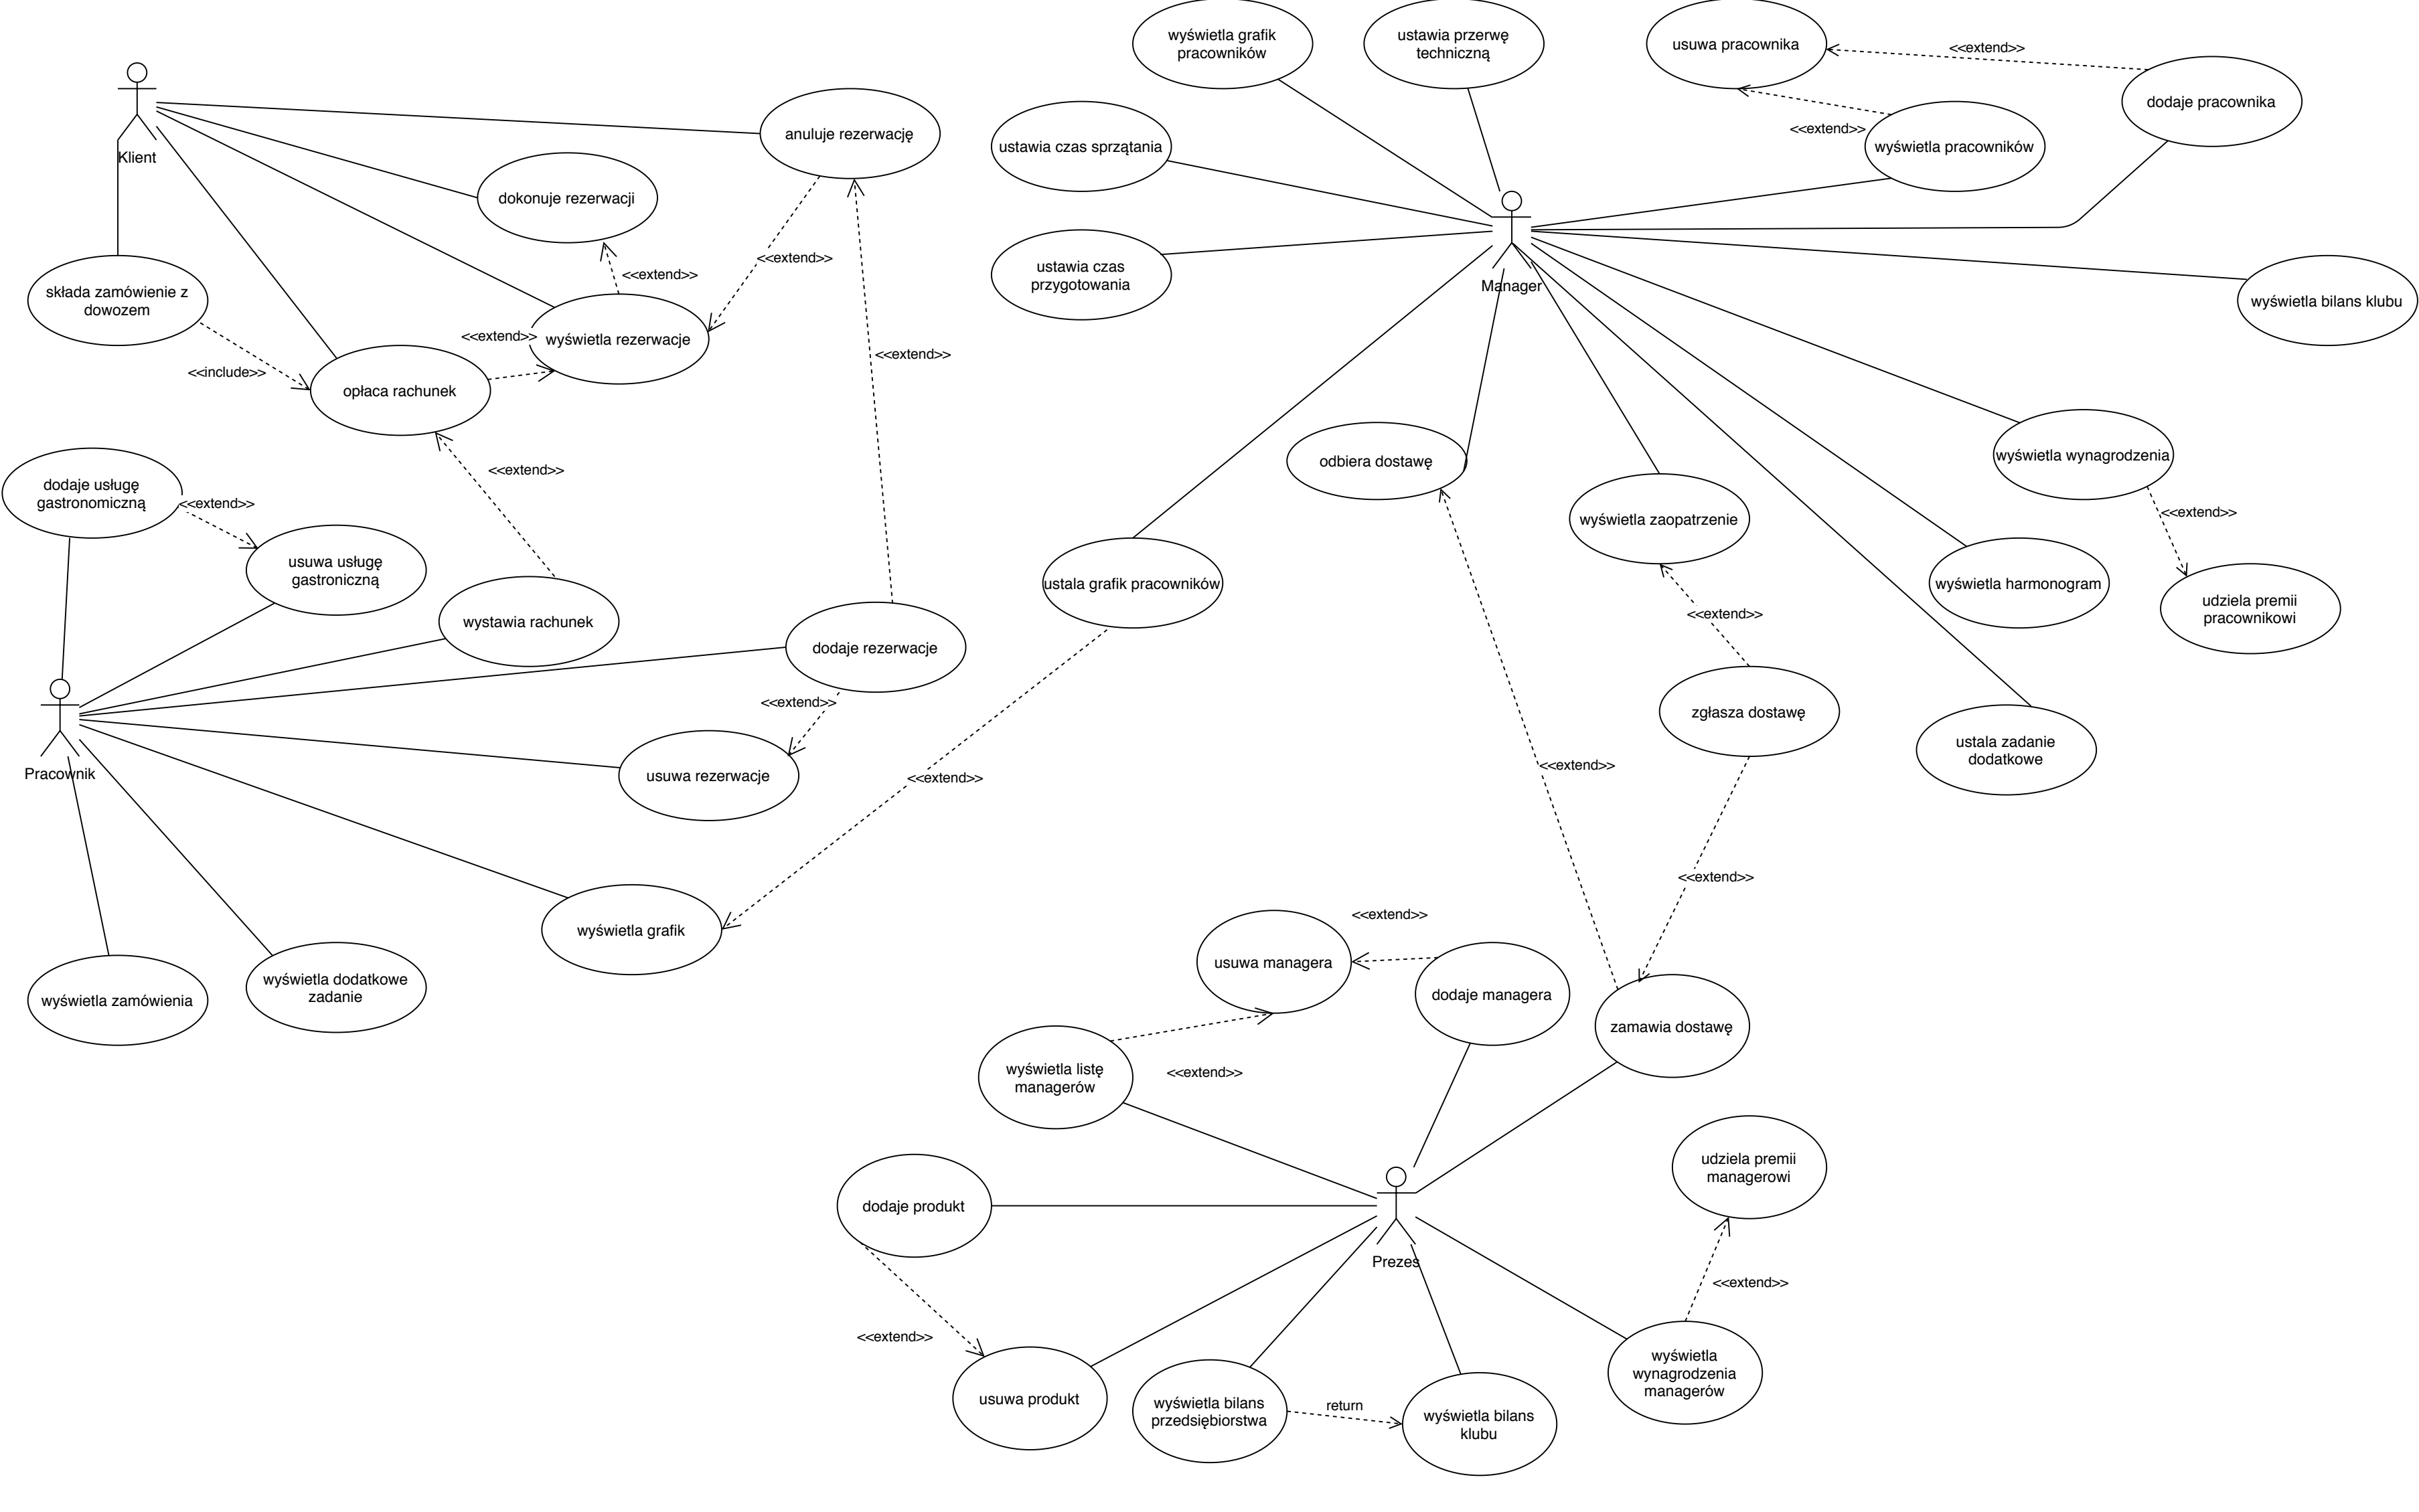 wyświetla grafik
pracowników
ustawia przerwę
techniczną
usuwa pracownika
<<extend>>
dodaje pracownika
Klient
anuluje rezerwację
<<extend>>
wyświetla pracowników
ustawia czas sprzątania
dokonuje rezerwacji
<<extend>>
<<extend>>
ustawia czas
przygotowania
Manager
wyświetla bilans klubu
składa zamówienie z
dowozem
<<extend>>
wyświetla rezerwacje
<<extend>>
<<include>>
opłaca rachunek
<<extend>>
odbiera dostawę
wyświetla wynagrodzenia
dodaje usługę
gastronomiczną
<<extend>>
wyświetla zaopatrzenie
<<extend>>
usuwa usługę
gastroniczną
ustala grafik pracowników
wyświetla harmonogram
udziela premii
pracownikowi
wystawia rachunek
<<extend>>
dodaje rezerwacje
<<extend>>
zgłasza dostawę
ustala zadanie
dodatkowe
Pracownik
usuwa rezerwacje
<<extend>>
<<extend>>
<<extend>>
wyświetla grafik
<<extend>>
usuwa managera
dodaje managera
wyświetla zamówienia
wyświetla dodatkowe
zadanie
zamawia dostawę
wyświetla listę
managerów
<<extend>>
udziela premii
managerowi
dodaje produkt
Prezes
<<extend>>
<<extend>>
usuwa produkt
wyświetla bilans
przedsiębiorstwa
return
wyświetla bilans
klubu
wyświetla
wynagrodzenia
managerów